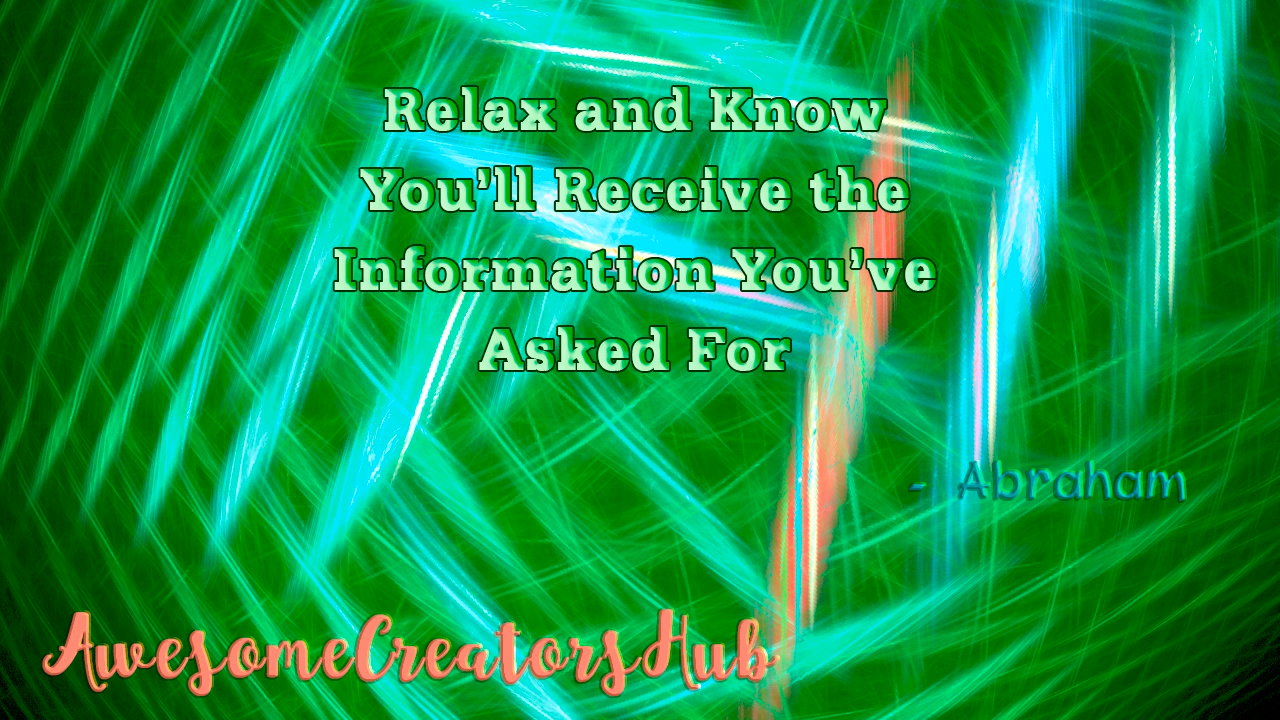 Relax and Know
You’ll Receive the
Information You’ve
Asked For
- Abraham
AwesomeCreatorsHub